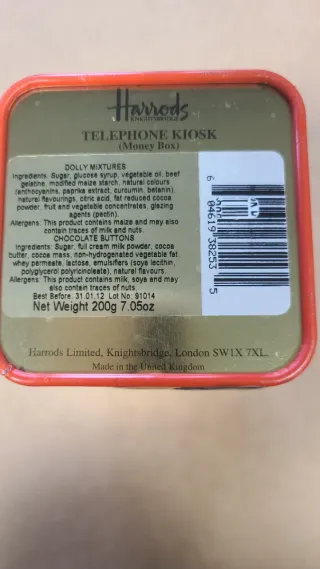 Harrods
KNIGHTSBRIDGE
TELEPHONE KIOSK
(Money Box)
DOLLY MIXTURES
Ingredients: Sugar, glucose syrup, vegetable oil, beef
gelatine, modified maize starch, natural colours
(anthocyanins, paprika extract, curcumin, betanin),
natural flavourings, citric acid, fat reduced cocoa
powder, fruit and vegetable concentrates, glazing
agents (pectin).
Allergens: This product contains maize and may also
contain traces of milk and nuts.
CHOCOLATE BUTTONS
Ingredients: Sugar, full cream milk powder, cocoa
butter, cocoa mass, non-hydrogenated vegetable fat
whey permeate, lactose, emulsifiers (soya lecithin,
polyglycerol polyricinoleate), natural flavours.
Allergens: This product contains milk, soya and may
also contain traces of nuts.
Best Before: 31.01.12 Lot No: 91014
Net Weight 200g 7.05oz
6 04619 38253 5
Harrods Limited, Knightsbridge, London SW1X 7XL.
Made in the United Kingdom